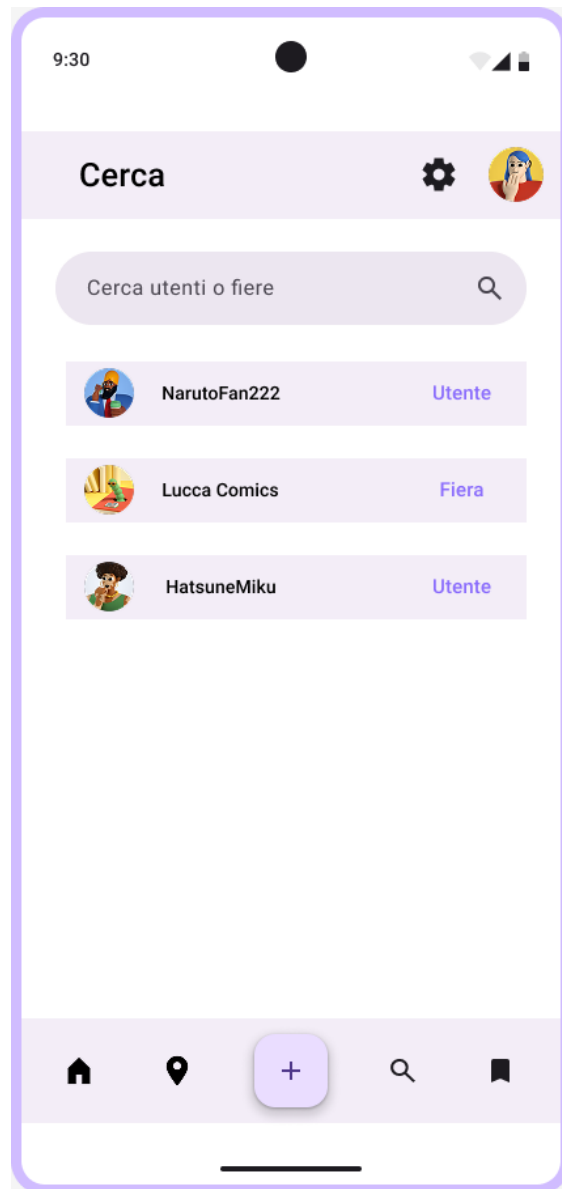 9:30
Cerca
Cerca utenti o fiere
NarutoFan222 Utente
Lucca Comics Fiera
HatsuneMiku Utente